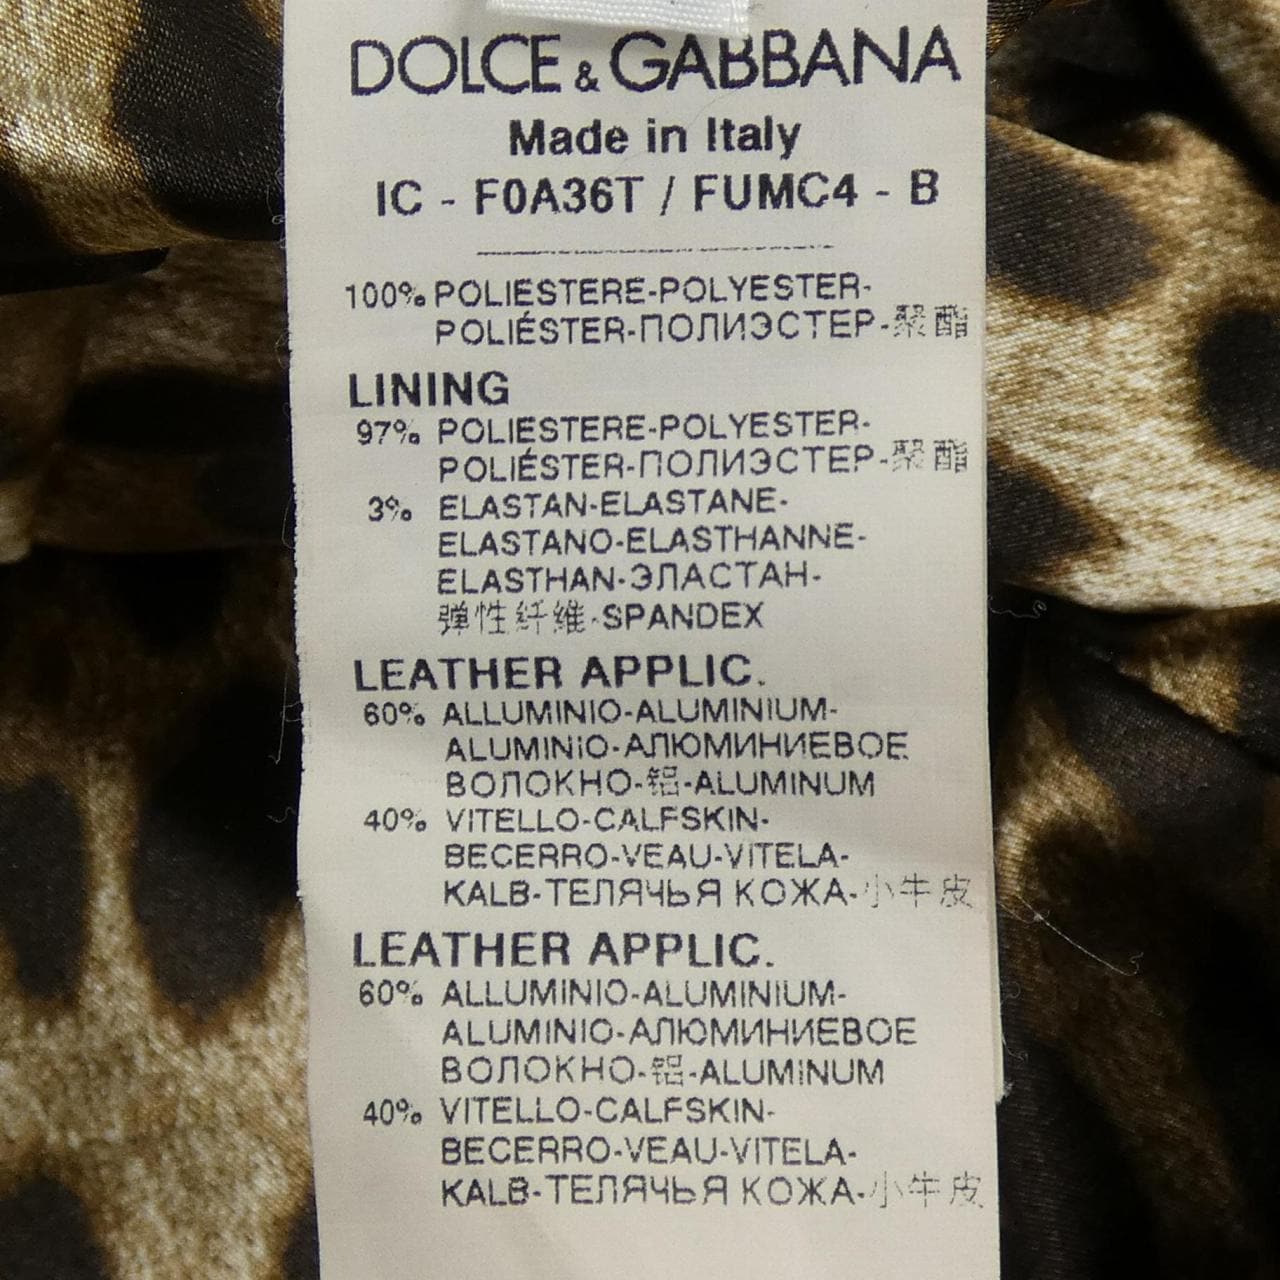 DOLCE & GABBANA
Made in Italy
IC - F0A36T / FUMC4 - B
100% POLIESTERE-POLYESTER-
POLIÉSTER-ПОЛИЭСТЕР-聚酯
LINING
97% POLIESTERE-POLYESTER-
POLIÉSTER-ПОЛИЭСТЕР-聚酯
3% ELASTAN-ELASTANE-
ELASTANO-ELASTHANNE-
ELASTHAN-ЭЛАСТАН-
弹性纤维-SPANDEX
LEATHER APPLIC.
60% ALLUMINIO-ALUMINIUM-
ALUMINIO-АЛЮМИНИЕВОЕ
ВОЛОКНО-铝-ALUMINUM
40% VITELLO-CALFSKIN-
BECERRO-VEAU-VITELA-
KALB-ТЕЛЯЧЬЯ КОЖА-小牛皮
LEATHER APPLIC.
60% ALLUMINIO-ALUMINIUM-
ALUMINIO-АЛЮМИНИЕВОЕ
ВОЛОКНО-铝-ALUMINUM
40% VITELLO-CALFSKIN-
BECERRO-VEAU-VITELA-
KALB-ТЕЛЯЧЬЯ КОЖА-小牛皮